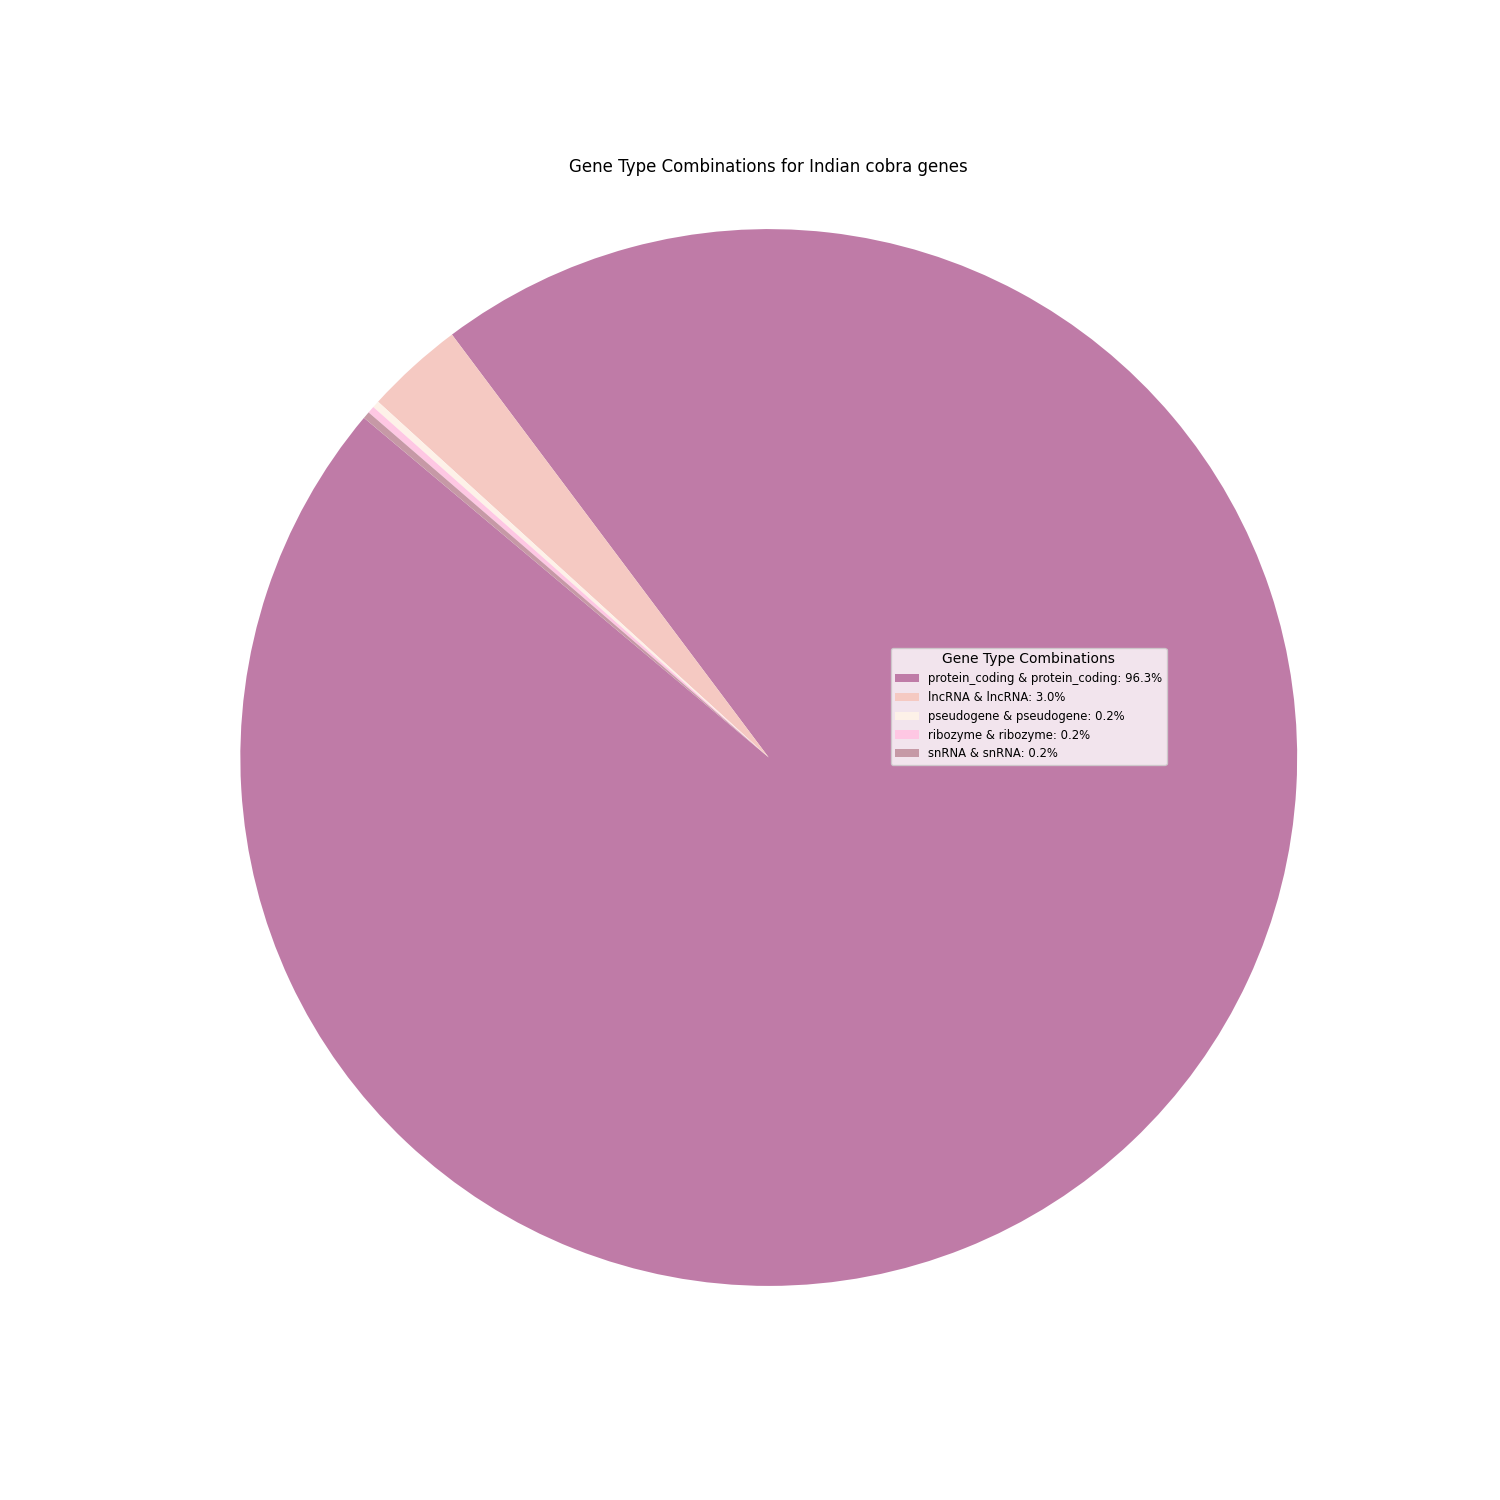 Gene Type Combinations for Indian cobra genes
Gene Type Combinations
protein_coding & protein_coding: 96.3%
lncRNA & lncRNA: 3.0%
pseudogene & pseudogene: 0.2%
ribozyme & ribozyme: 0.2%
snRNA & snRNA: 0.2%